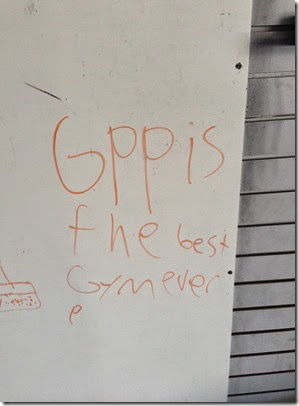 Gppis
the best
Gymever
e